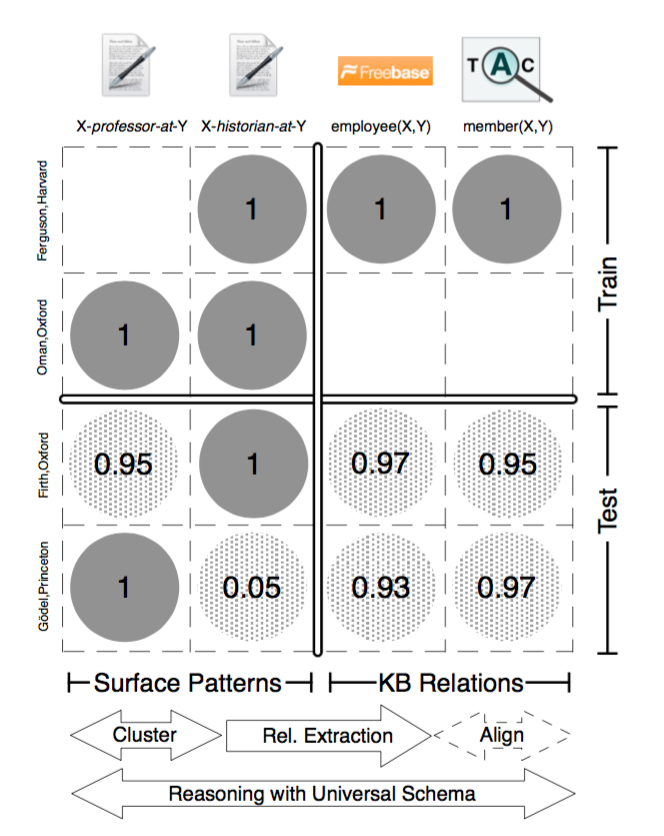 T A C
Freebase
X-professor-at-Y X-historian-at-Y employee(X,Y) member(X,Y)
Ferguson,Harvard
1 1 1
Train
Oman,Oxford
1 1
Firth,Oxford
0.95 1 0.97 0.95
Test
Gödel,Princeton
1 0.05 0.93 0.97
Surface Patterns KB Relations
Cluster Rel. Extraction Align
Reasoning with Universal Schema